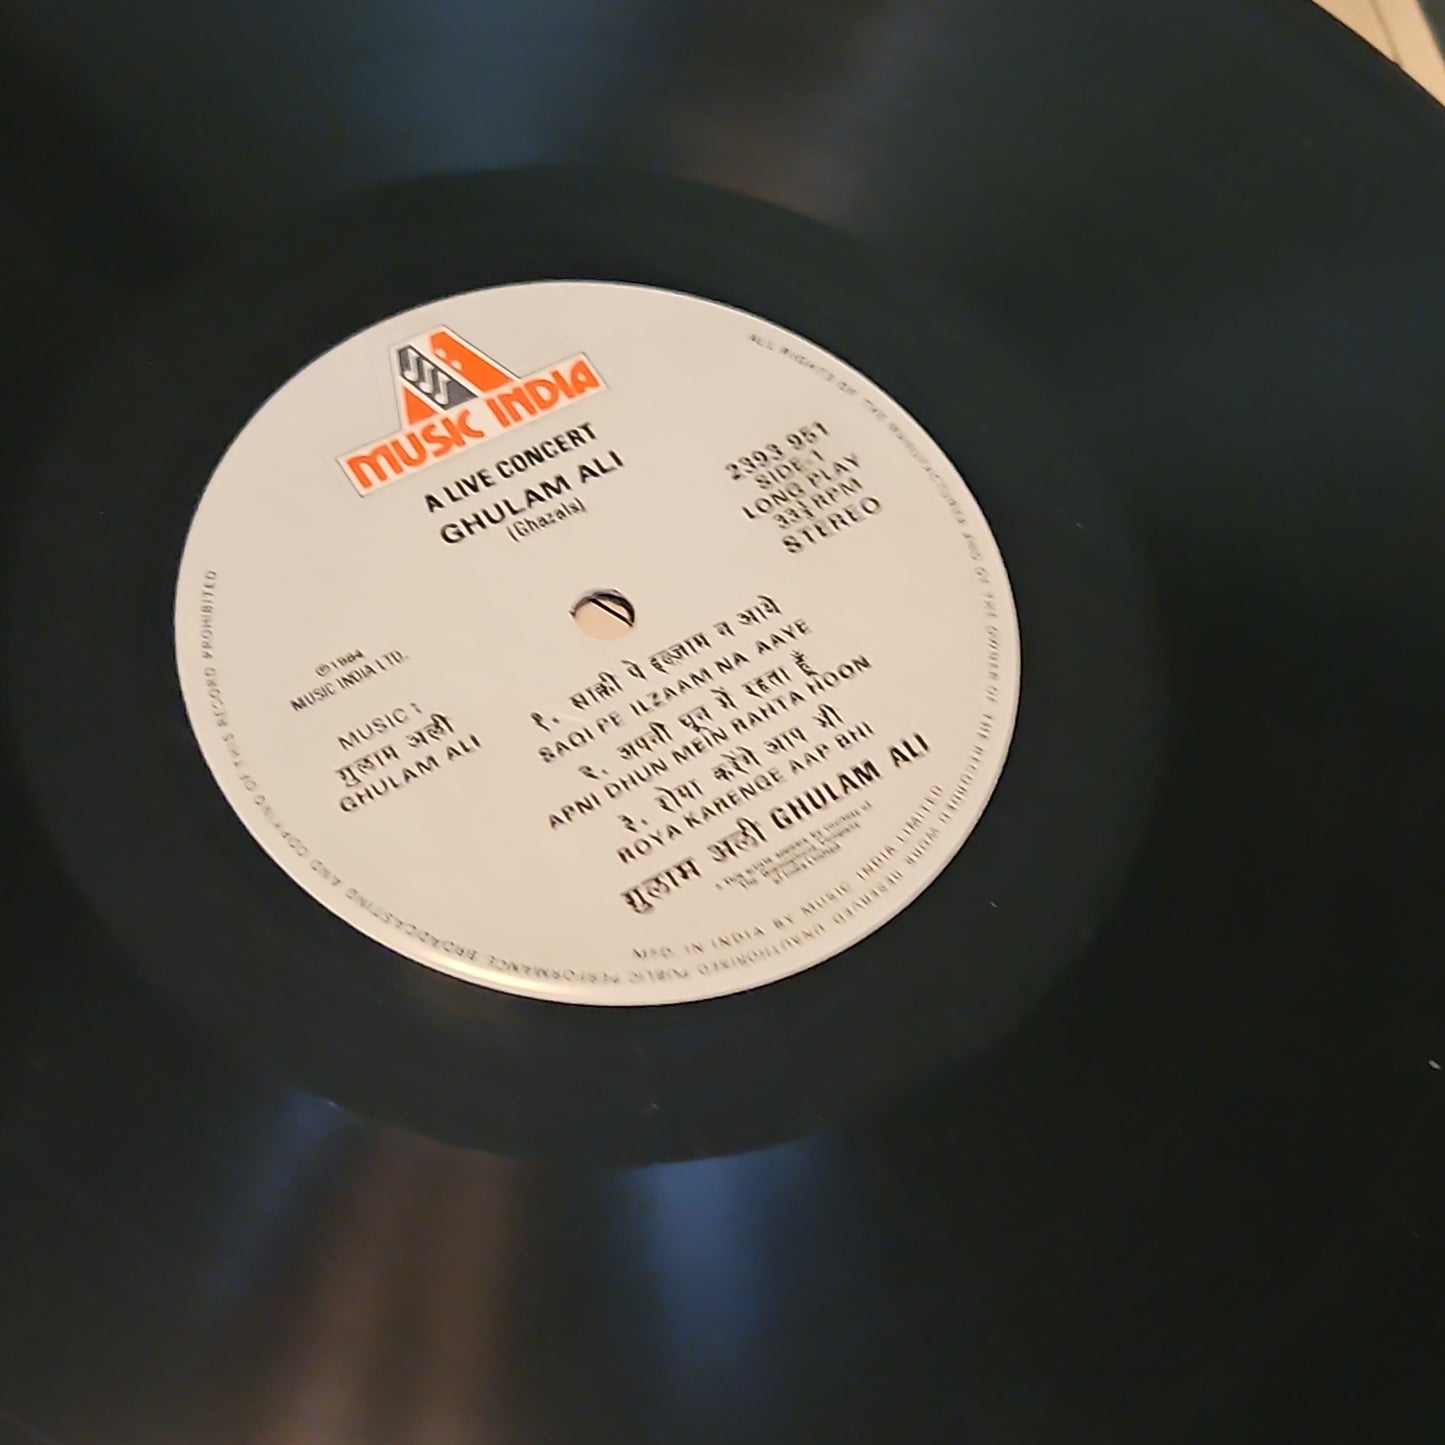 MUSIC INDIA
A LIVE CONCERT
GHULAM ALI
(Ghazals)
2393 951
SIDE: 1
LONG PLAY
33⅓ RPM
STEREO
℗ 1984
MUSIC INDIA LTD.
MUSIC :
ग़ुलाम अली
GHULAM ALI
१. साक़ी पे इल्ज़ाम न आये
SAQI PE ILZAAM NA AAYE
२. अपनी धुन में रहता हूँ
APNI DHUN MEIN RAHTA HOON
३. रोया करेंगे आप भी
ROYA KARENGE AAP BHI
ग़ुलाम अली GHULAM ALI
MFD. IN INDIA BY MUSIC INDIA LIMITED
ALL RIGHTS OF THE
OF THE OWNER OF THE RECORDED WORK RESERVED UNAUTHORISED PUBLIC PERFORMANCE BROADCASTING AND COPYING OF THIS RECORD PROHIBITED